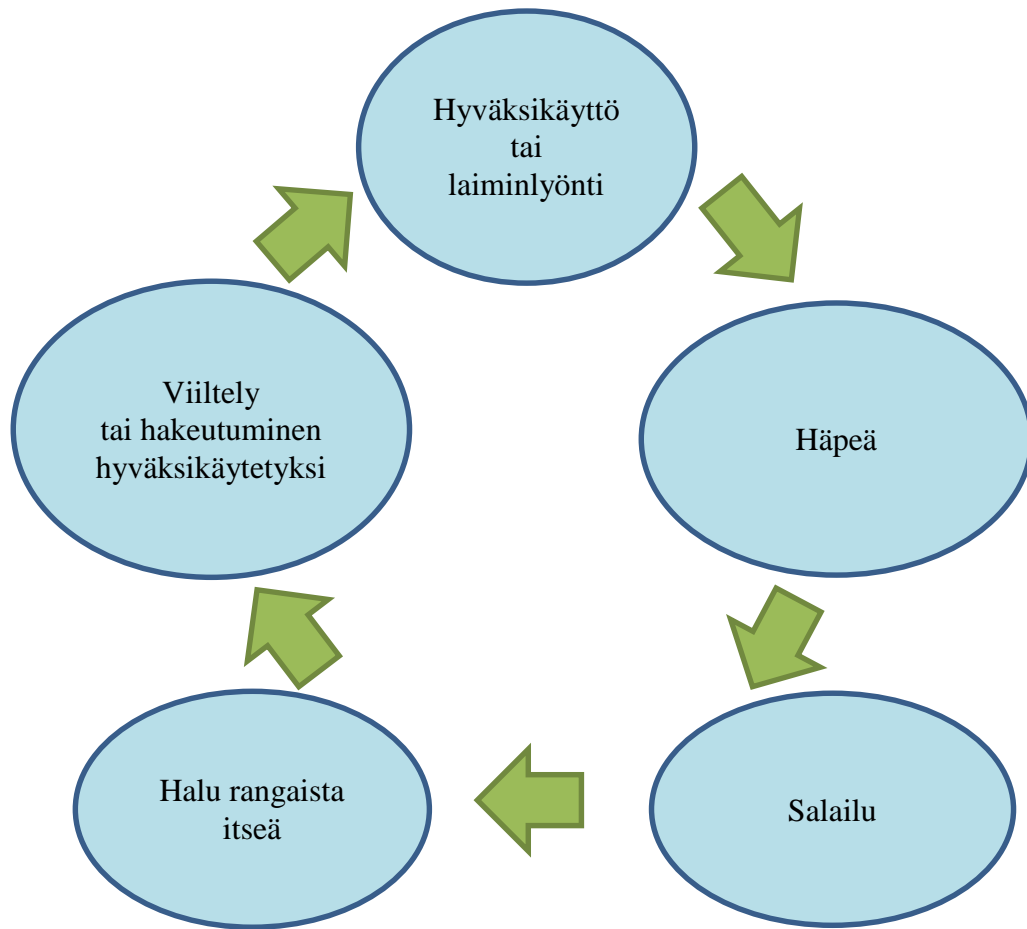 Hyväksikäyttö
tai
laiminlyönti
Häpeä
Salailu
Halu rangaista
itseä
Viiltely
tai hakeutuminen
hyväksikäytetyksi